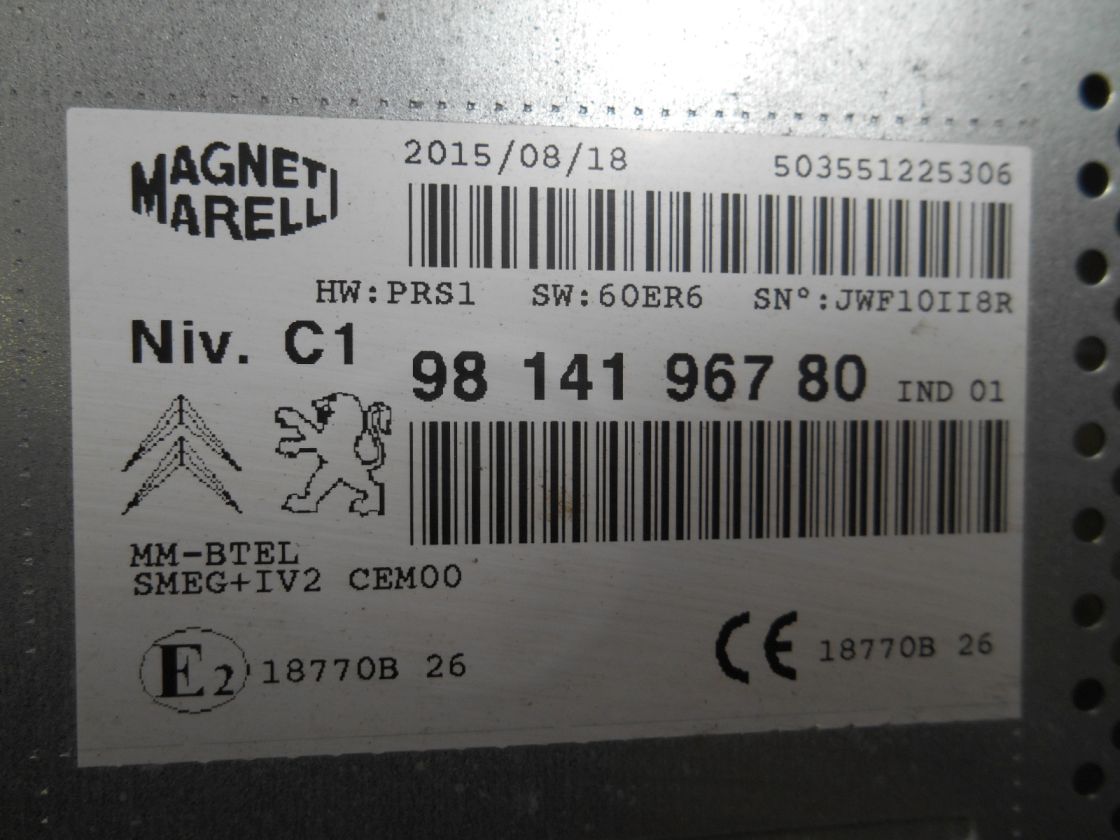 MAGNETI
MARELLI
2015/08/18 503551225306
HW:PRS1 SW:60ER6 SN°:JWF10II8R
Niv. C1
98 141 967 80 IND 01
MM-BTEL
SMEG+IV2 CEM00
E2 18770B 26
CE 18770B 26